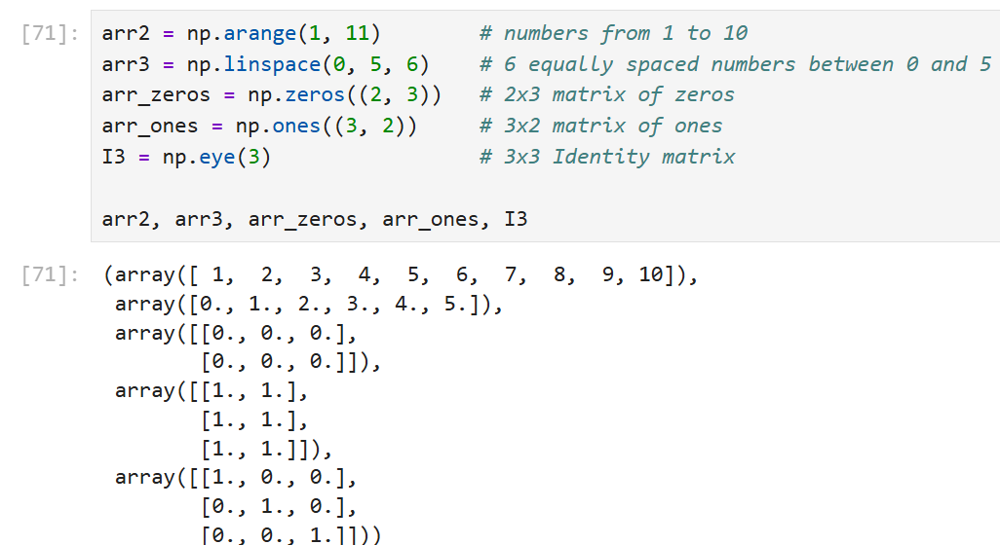 [71]: arr2 = np.arange(1, 11)         # numbers from 1 to 10
arr3 = np.linspace(0, 5, 6)    # 6 equally spaced numbers between 0 and 5
arr_zeros = np.zeros((2, 3))   # 2x3 matrix of zeros
arr_ones = np.ones((3, 2))     # 3x2 matrix of ones
I3 = np.eye(3)                 # 3x3 Identity matrix
arr2, arr3, arr_zeros, arr_ones, I3
[71]: (array([ 1,  2,  3,  4,  5,  6,  7,  8,  9, 10]),
 array([0., 1., 2., 3., 4., 5.]),
 array([[0., 0., 0.],
        [0., 0., 0.]]),
 array([[1., 1.],
        [1., 1.],
        [1., 1.]]),
 array([[1., 0., 0.],
        [0., 1., 0.],
        [0., 0., 1.]]))